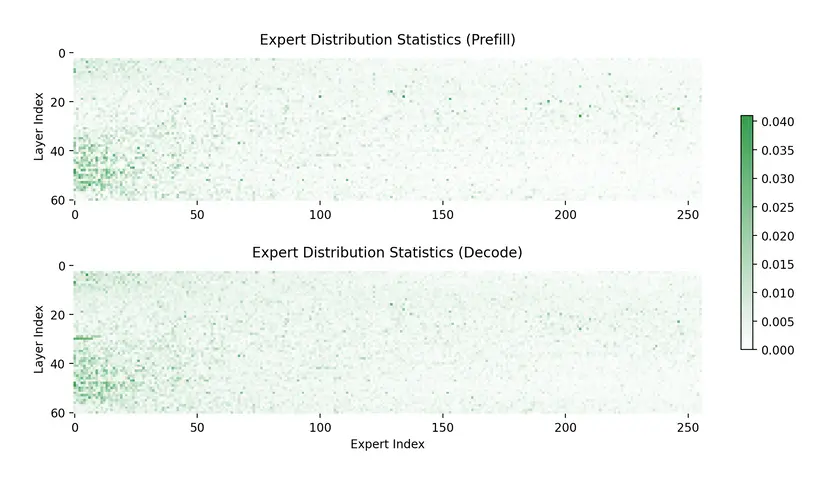 Expert Distribution Statistics (Prefill)
0
20
40
60
Layer Index
0 50 100 150 200 250
Expert Distribution Statistics (Decode)
0
20
40
60
Layer Index
0 50 100 150 200 250
Expert Index
0.040
0.035
0.030
0.025
0.020
0.015
0.010
0.005
0.000